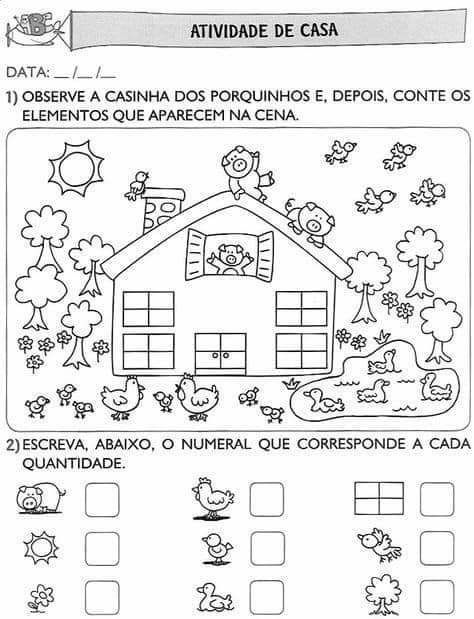 ABC
ATIVIDADE DE CASA
DATA: __/__/__
1) OBSERVE A CASINHA DOS PORQUINHOS E, DEPOIS, CONTE OS
ELEMENTOS QUE APARECEM NA CENA.
2) ESCREVA, ABAIXO, O NUMERAL QUE CORRESPONDE A CADA
QUANTIDADE.